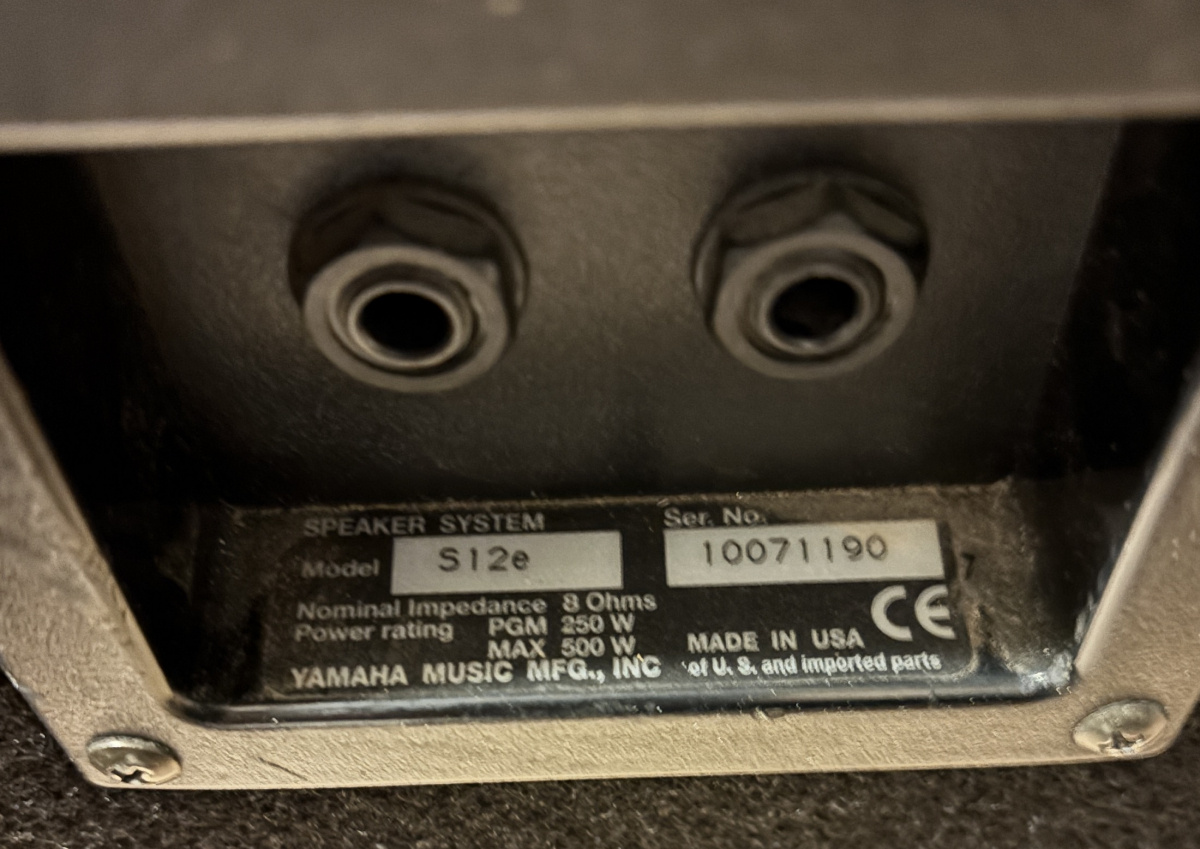 SPEAKER SYSTEM
Ser. No.
Model S12e
10071190
7
Nominal Impedance 8 Ohms
Power rating PGM 250 W
MAX 500 W
CE
MADE IN USA
YAMAHA MUSIC MFG., INC
of U. S. and imported parts